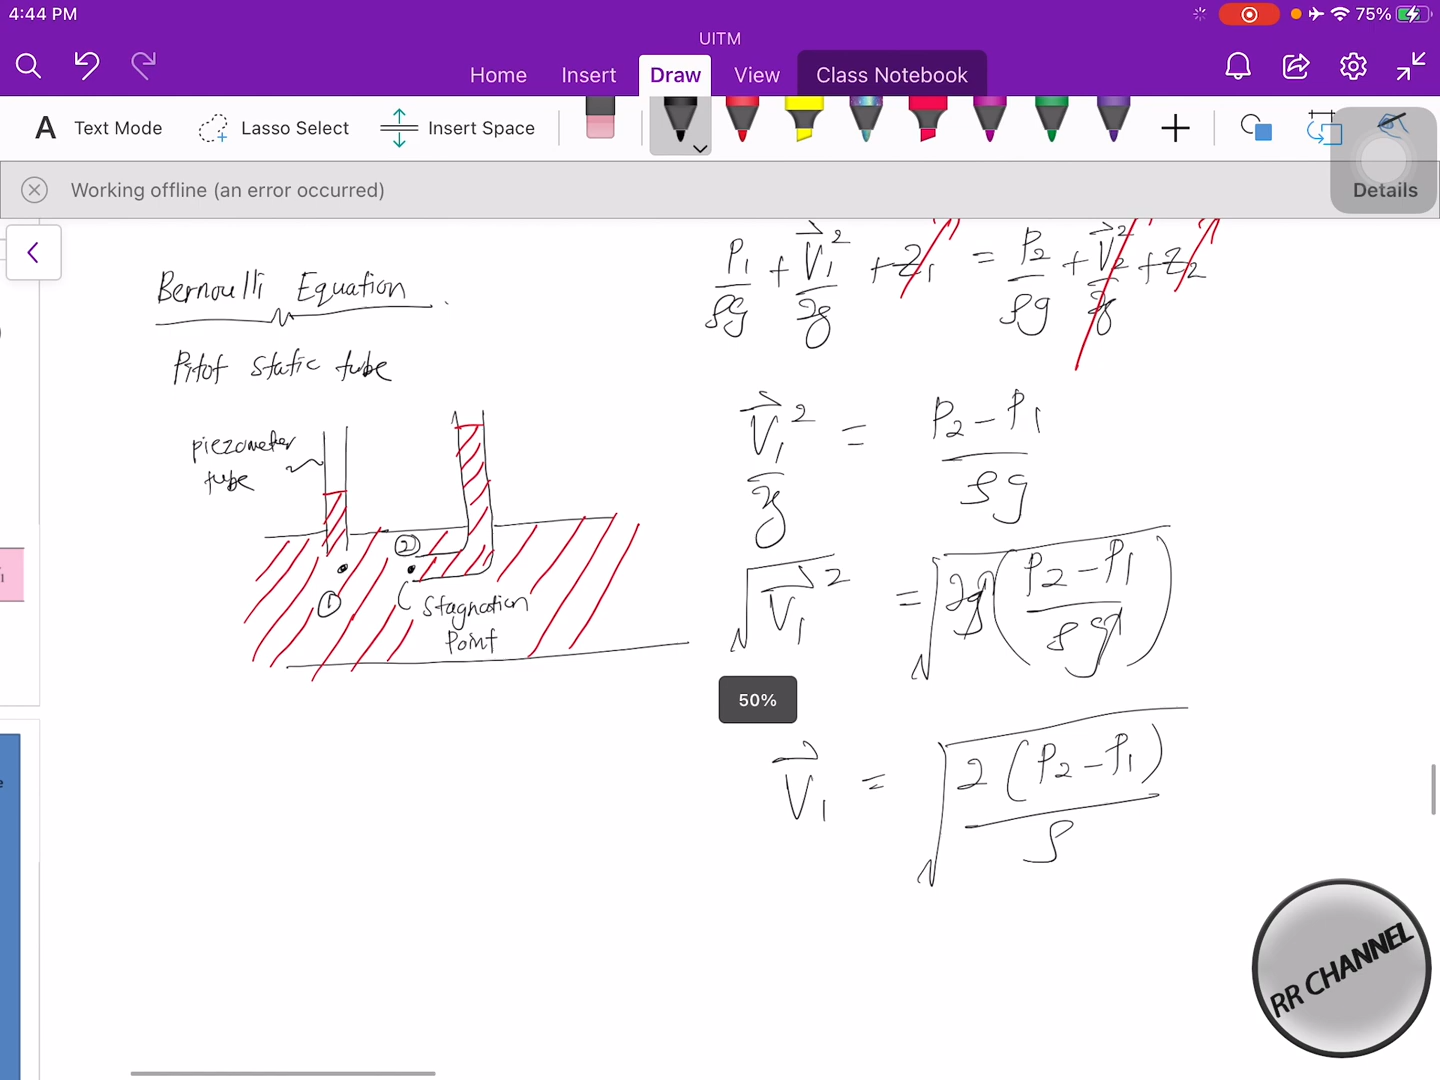 4:44 PM
75%
UITM
Home Insert Draw View Class Notebook
A Text Mode Lasso Select Insert Space
Working offline (an error occurred)
Details
Bernoulli Equation
Pitot static tube
piezometer
tube
①
②
Stagnation
Point
P₁/ρg + V₁²/2g + Z₁ = P₂/ρg + V₂²/2g + Z₂
V₁²/2g = P₂ - P₁/ρg
√V₁² = √2g(P₂ - P₁/ρg)
50%
V₁ = √2(P₂ - P₁)/ρ
RR CHANNEL